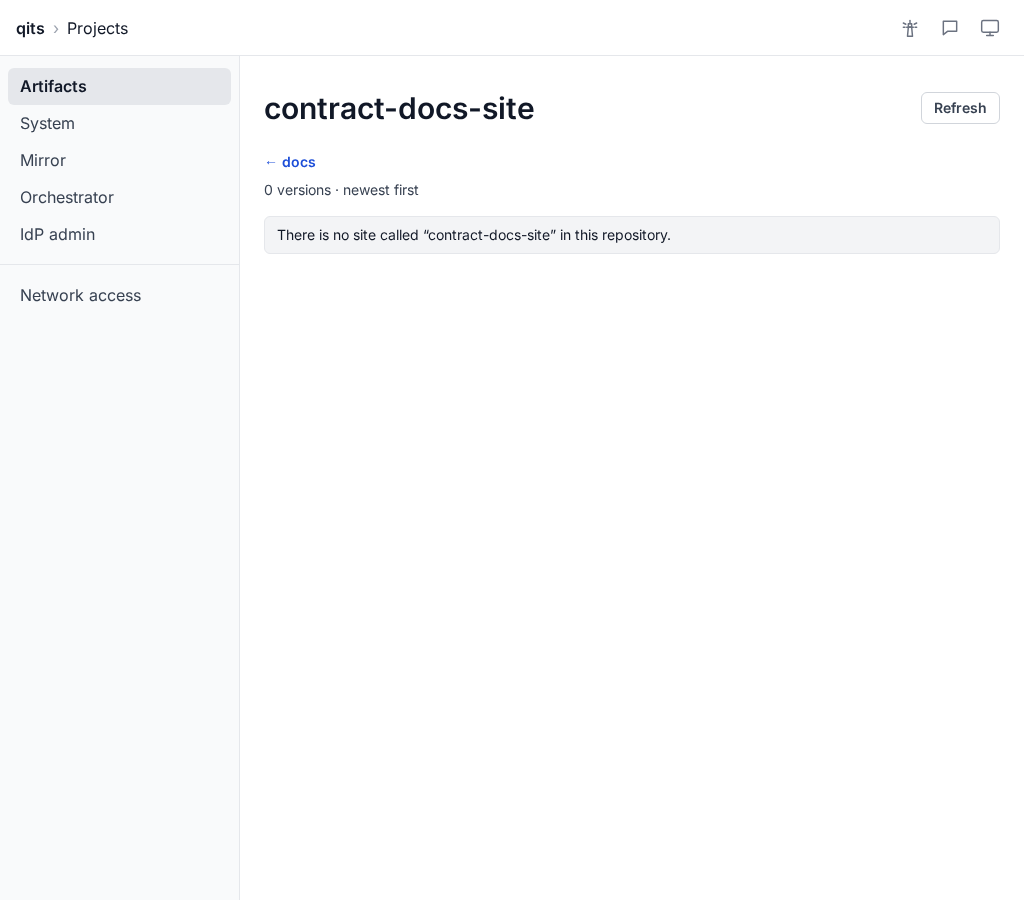 qits › Projects
Artifacts
System
Mirror
Orchestrator
IdP admin
Network access
contract-docs-site
Refresh
← docs
0 versions · newest first
There is no site called “contract-docs-site” in this repository.